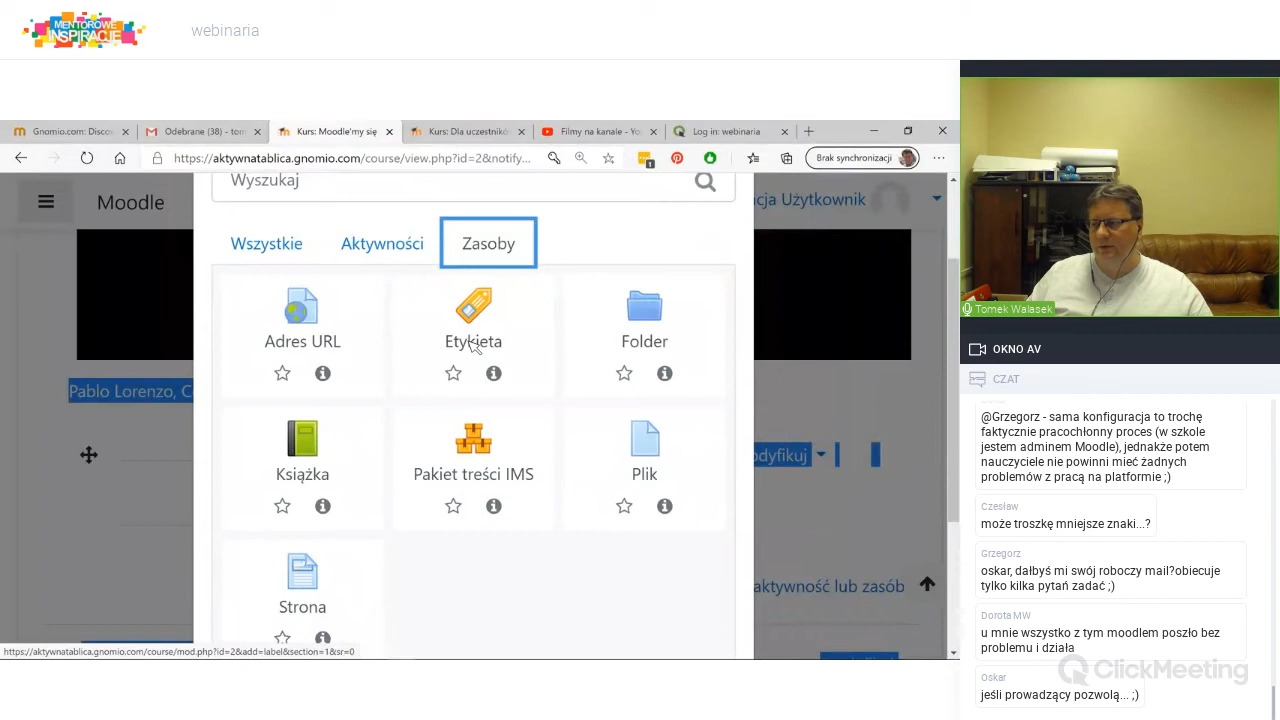 MENTOROWE
INSPIRACJE
webinaria
Gnomio.com: Disco
Odebrane (38) - tom
Kurs: Moodle'my się
Kurs: Dla uczestnikó
Filmy na kanale - Yo
Log in: webinaria
https://aktywnatablica.gnomio.com/course/view.php?id=2&notify...
1
Brak synchronizacji
Moodle
Wyszukaj
cja Użytkownik
Wszystkie
Aktywności
Zasoby
Adres URL
Etykieta
Folder
Pablo Lorenzo, C
Książka
Pakiet treści IMS
Plik
odyfikuj
Strona
aktywność lub zasób
https://aktywnatablica.gnomio.com/course/mod.php?id=2&add=label&section=1&sr=0
Tomek Walasek
OKNO AV
CZAT
@Grzegorz - sama konfiguracja to trochę
faktycznie pracochłonny proces (w szkole
jestem adminem Moodle), jednakże potem
nauczyciele nie powinni mieć żadnych
problemów z pracą na platformie ;)
Czesław
może troszkę mniejsze znaki...?
Grzegorz
oskar, dałbyś mi swój roboczy mail?obiecuje
tylko kilka pytań zadać ;)
Dorota MW
u mnie wszystko z tym moodlem poszło bez
problemu i działa
Oskar
jeśli prowadzący pozwolą... ;)
ClickMeeting